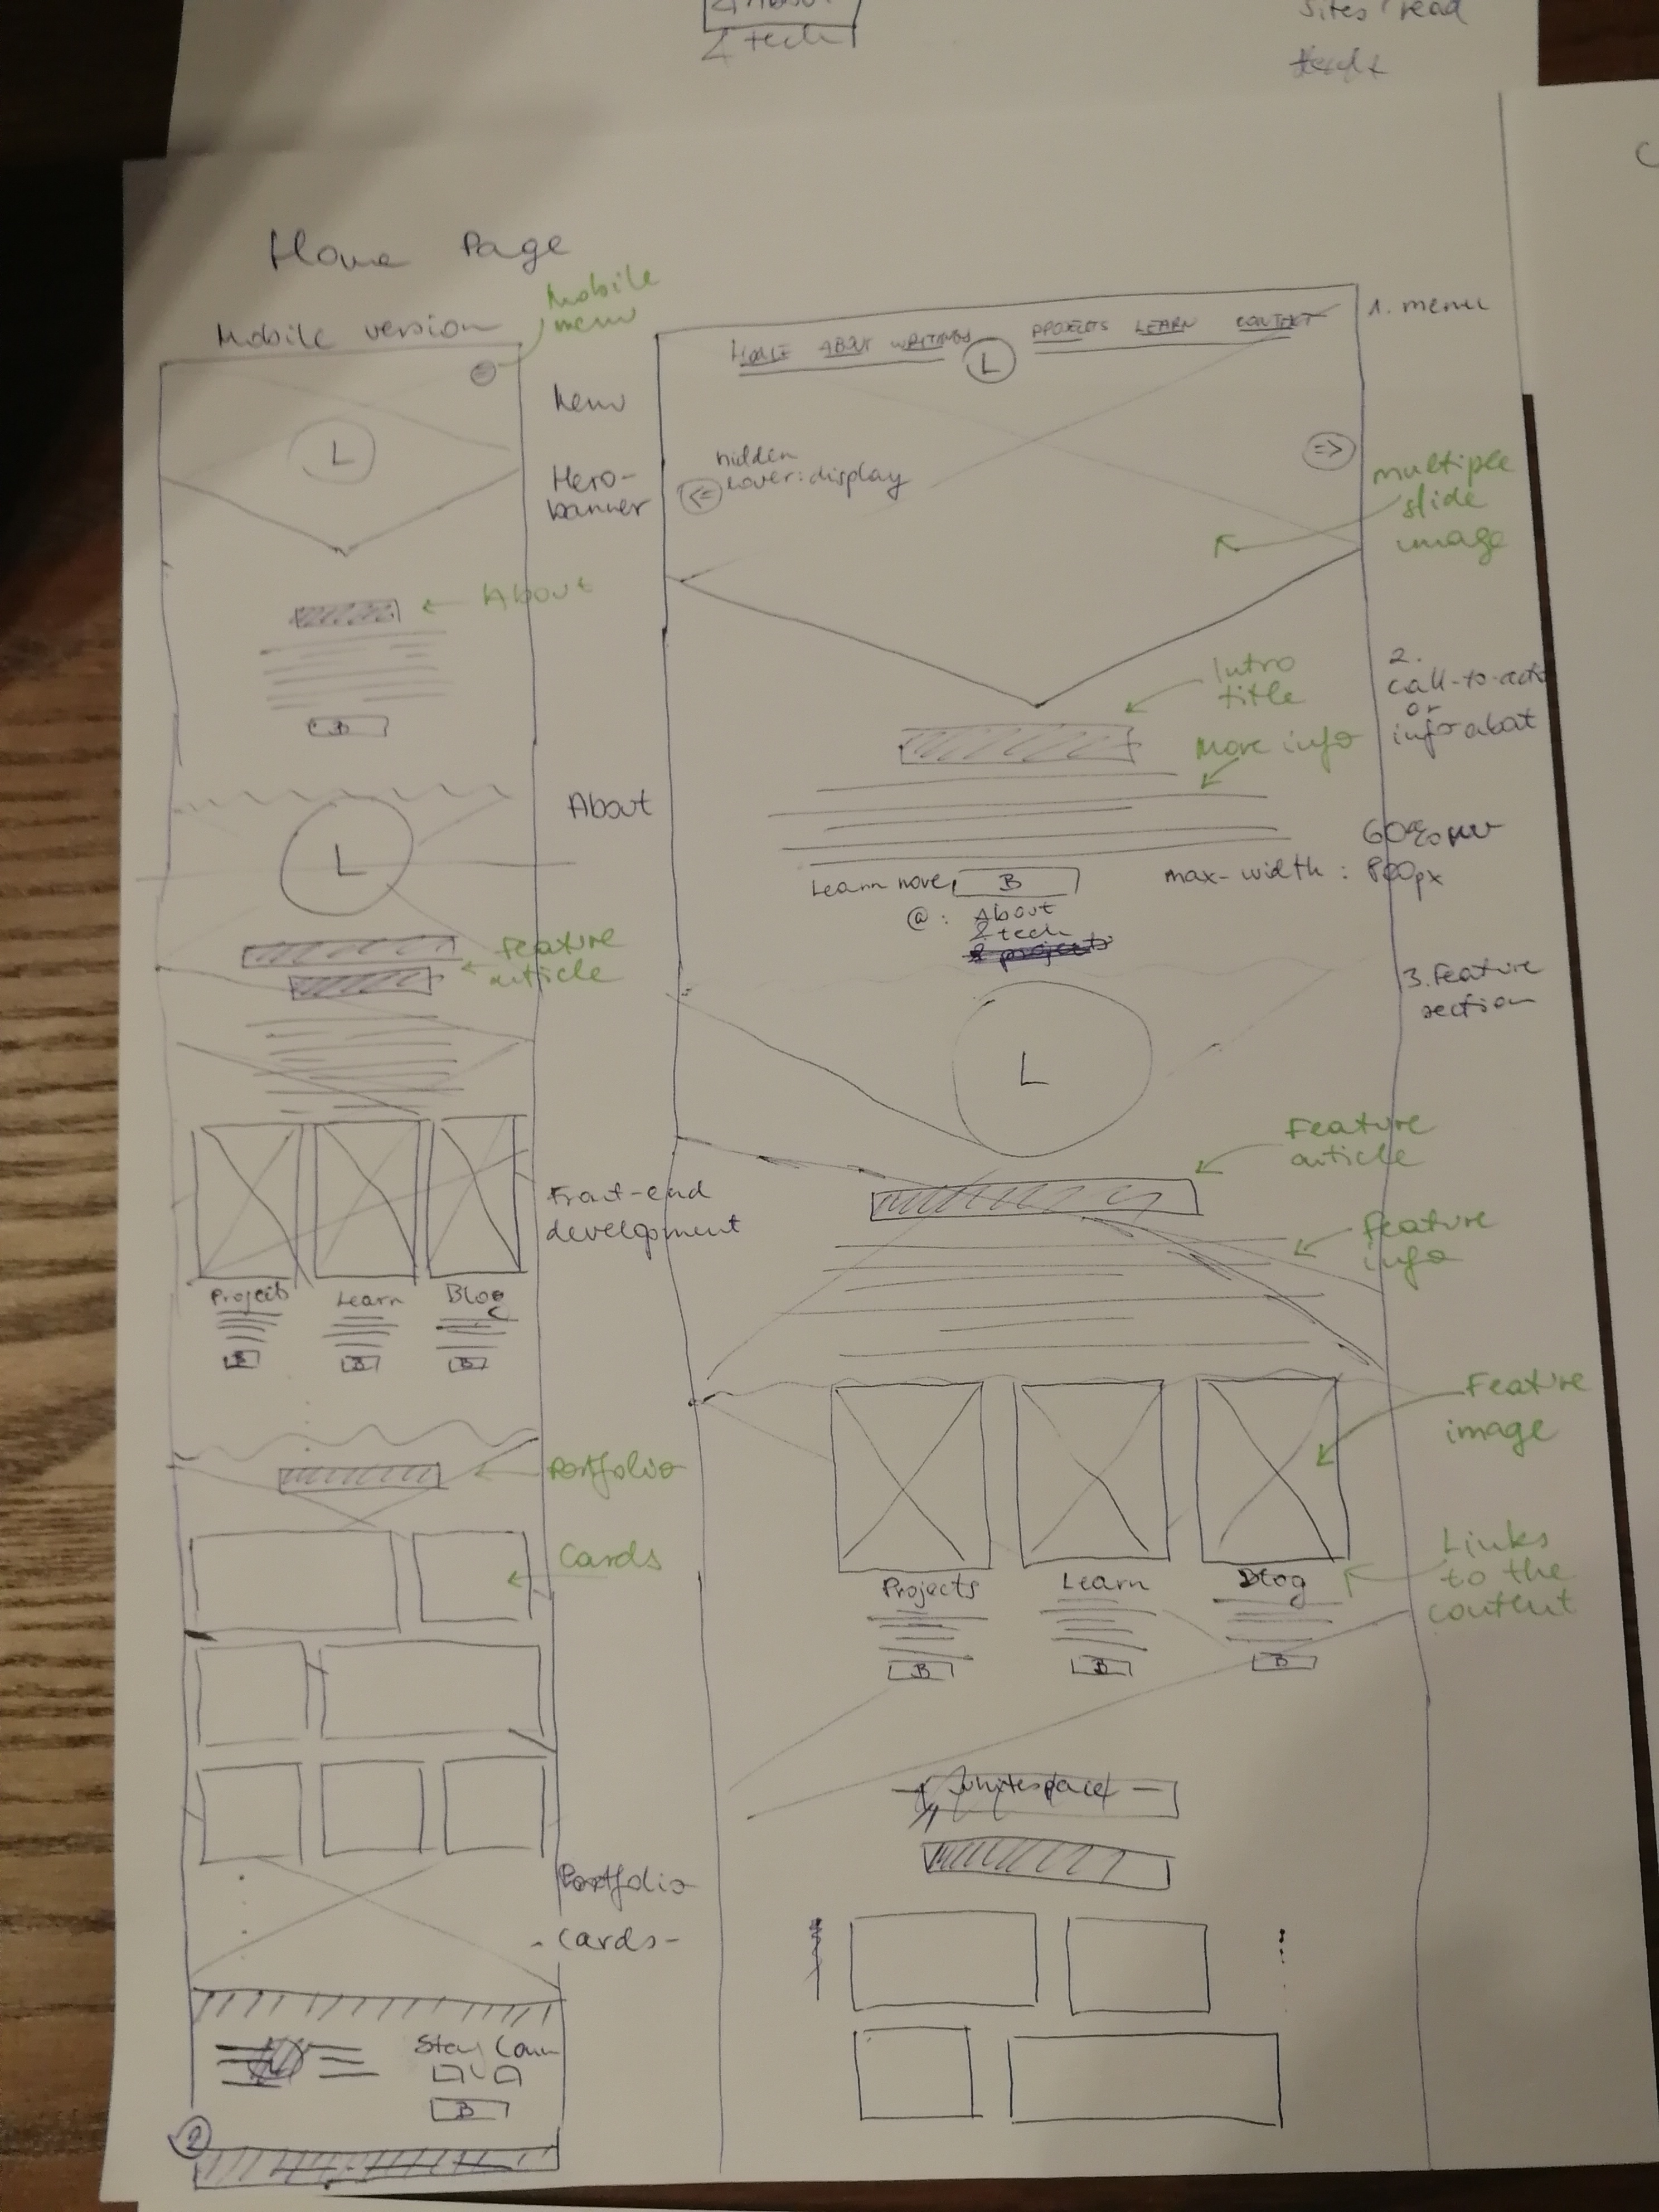 & tech
Sites read
Home Page
Mobile version
Mobile
menu
L
Menu
Hero-
banner
About
B
About
L
Feature
article
Front-end
development
Projects
Learn
Blog
B
B
B
Portfolio
Cards
Portfolio
Cards-
Stay Conn
B
2
1. menu
HOME ABOUT WRITINGS
L
PROJECTS LEARN CONTACT
hidden
hover: display
<=
=>
multiple
slide
image
Intro
title
More info
2.
call-to-acti
or
info abat
60%
max-width : 800px
Learn more,
B
@ : About
& tech
& projects
3. Feature
section
L
Feature
article
Feature
info
Feature
image
Links
to the
content
Projects
Learn
Blog
B
B
B
whitespace